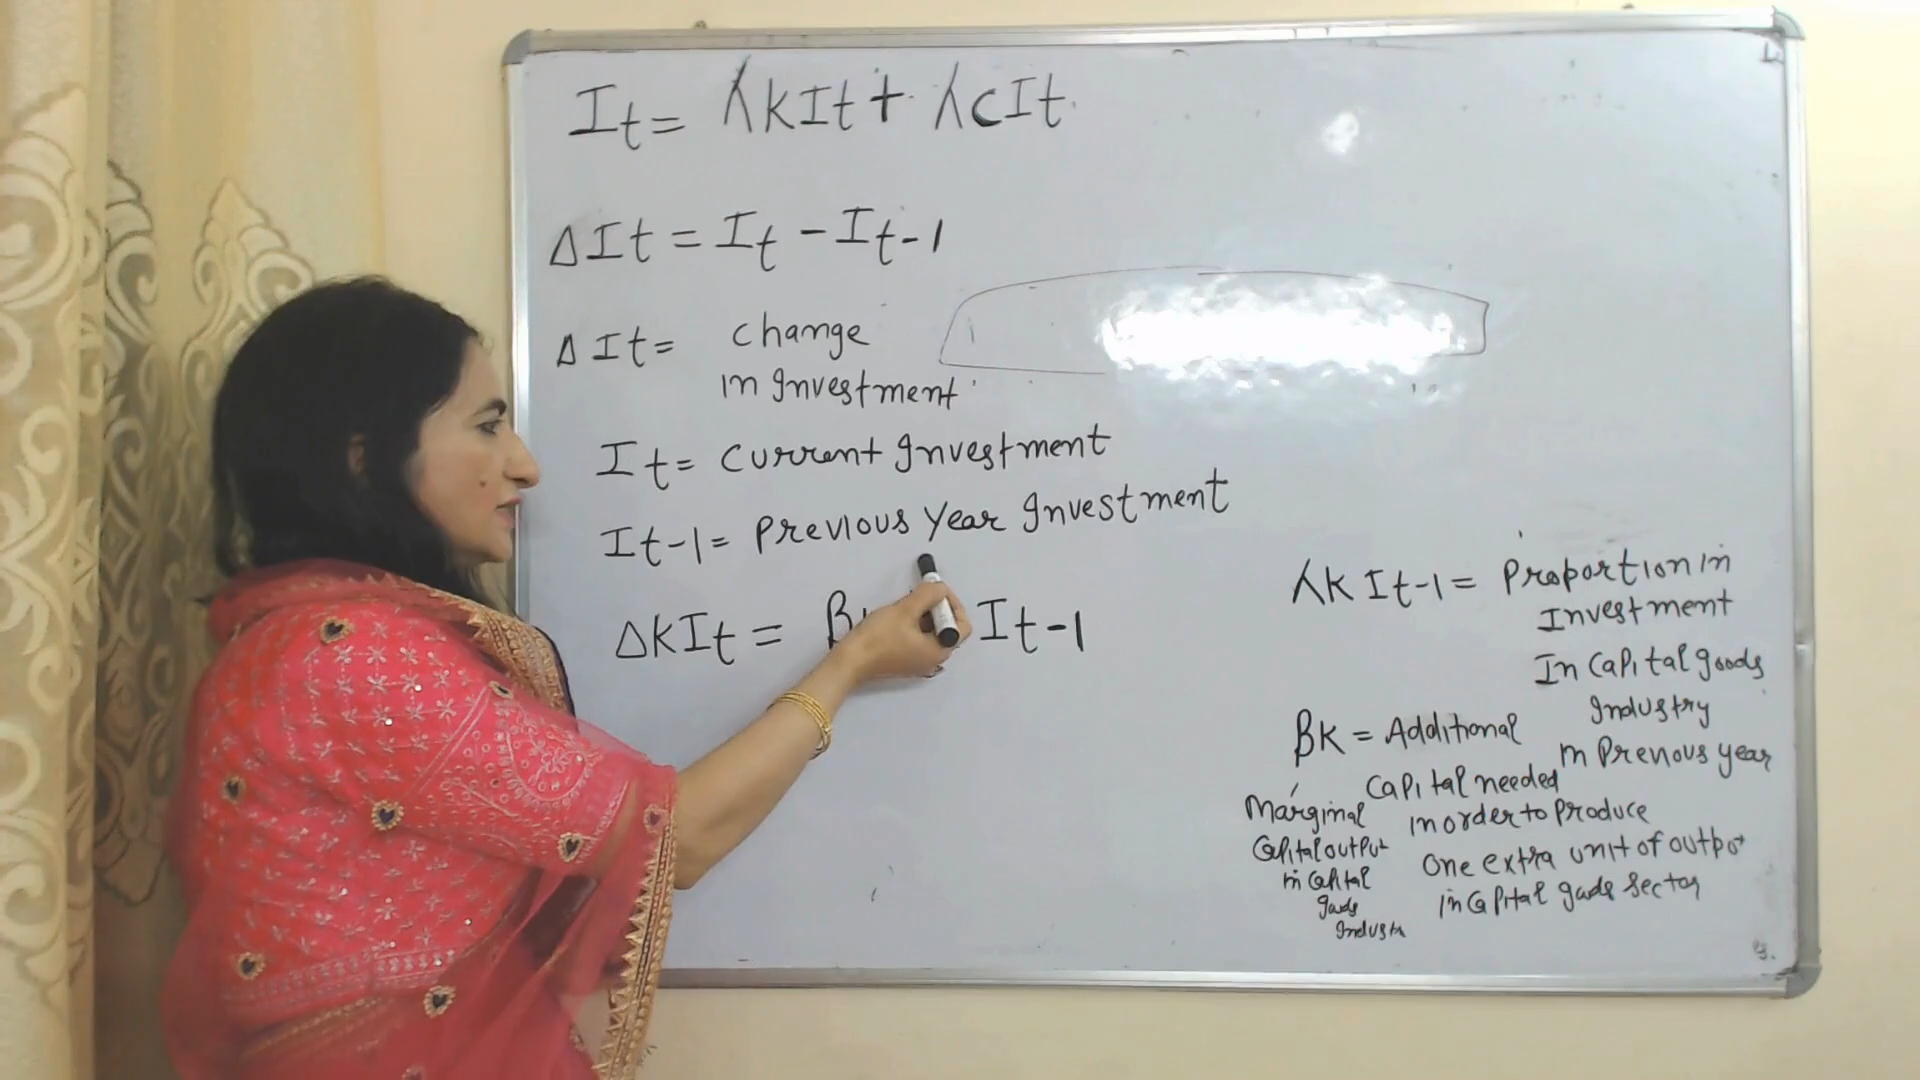 It = λkIt + λcIt
ΔIt = It - It-1
ΔIt = change
in Investment
It = Current Investment
It-1 = Previous Year Investment
ΔkIt = β It-1
λk It-1 = Proportion in
Investment
In Capital goods
Industry
in Previous year
βk = Additional
Capital needed
in order to Produce
one extra unit of outpot
in Capital goods Sector
Marginal
Capital output
in Capital
goods
Industr